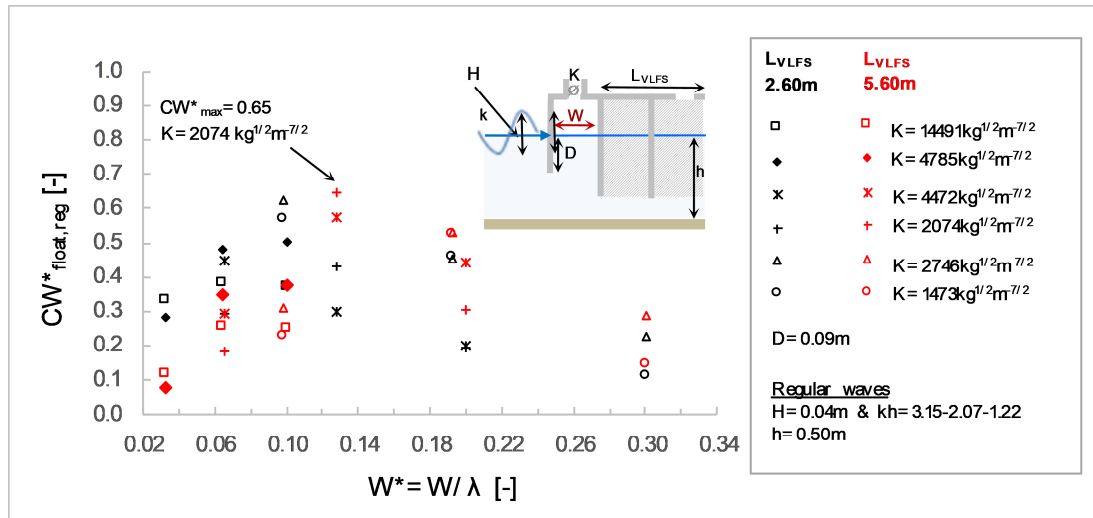 CW*float,reg [-]
1.0
0.9
0.8
0.7
0.6
0.5
0.4
0.3
0.2
0.1
0.0
0.02 0.06 0.10 0.14 0.18 0.22 0.26 0.30 0.34
W*= W/ λ [-]
CW*max= 0.65
K= 2074 kg1/2m-7/2
H
k
K
LVLFS
W
D
h
LVLFS LVLFS
2.60m 5.60m
K= 14491kg1/2m-7/2
K= 4785kg1/2m-7/2
K= 4472kg1/2m-7/2
K= 2074kg1/2m-7/2
K= 2746kg1/2m-7/2
K= 1473kg1/2m-7/2
D= 0.09m
Regular waves
H= 0.04m & kh= 3.15-2.07-1.22
h= 0.50m